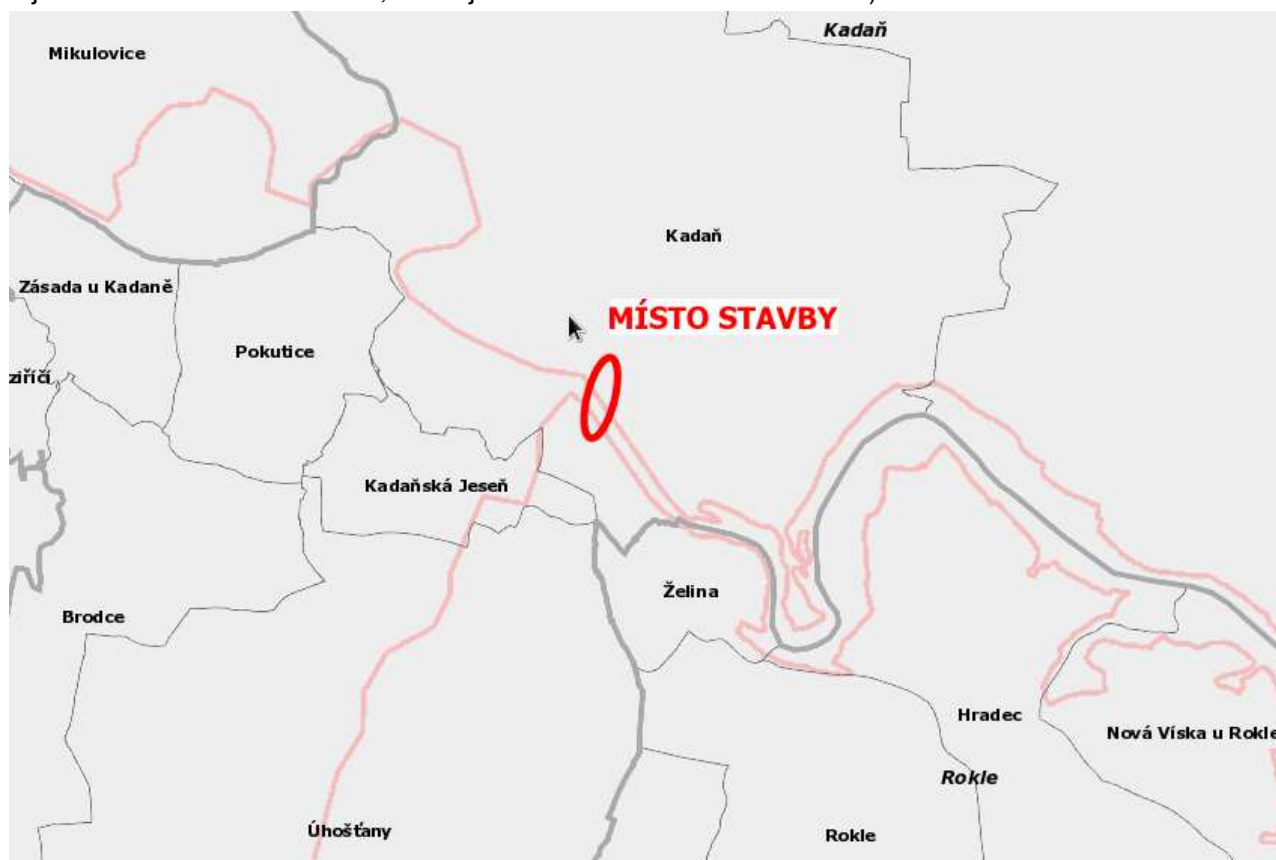 Kadaň
Mikulovice
Kadaň
Zásada u Kadaně
MÍSTO STAVBY
Pokutice
ziříčí
Kadaňská Jeseň
Želina
Brodce
Hradec
Nová Víska u Rokle
Rokle
Úhošťany
Rokle